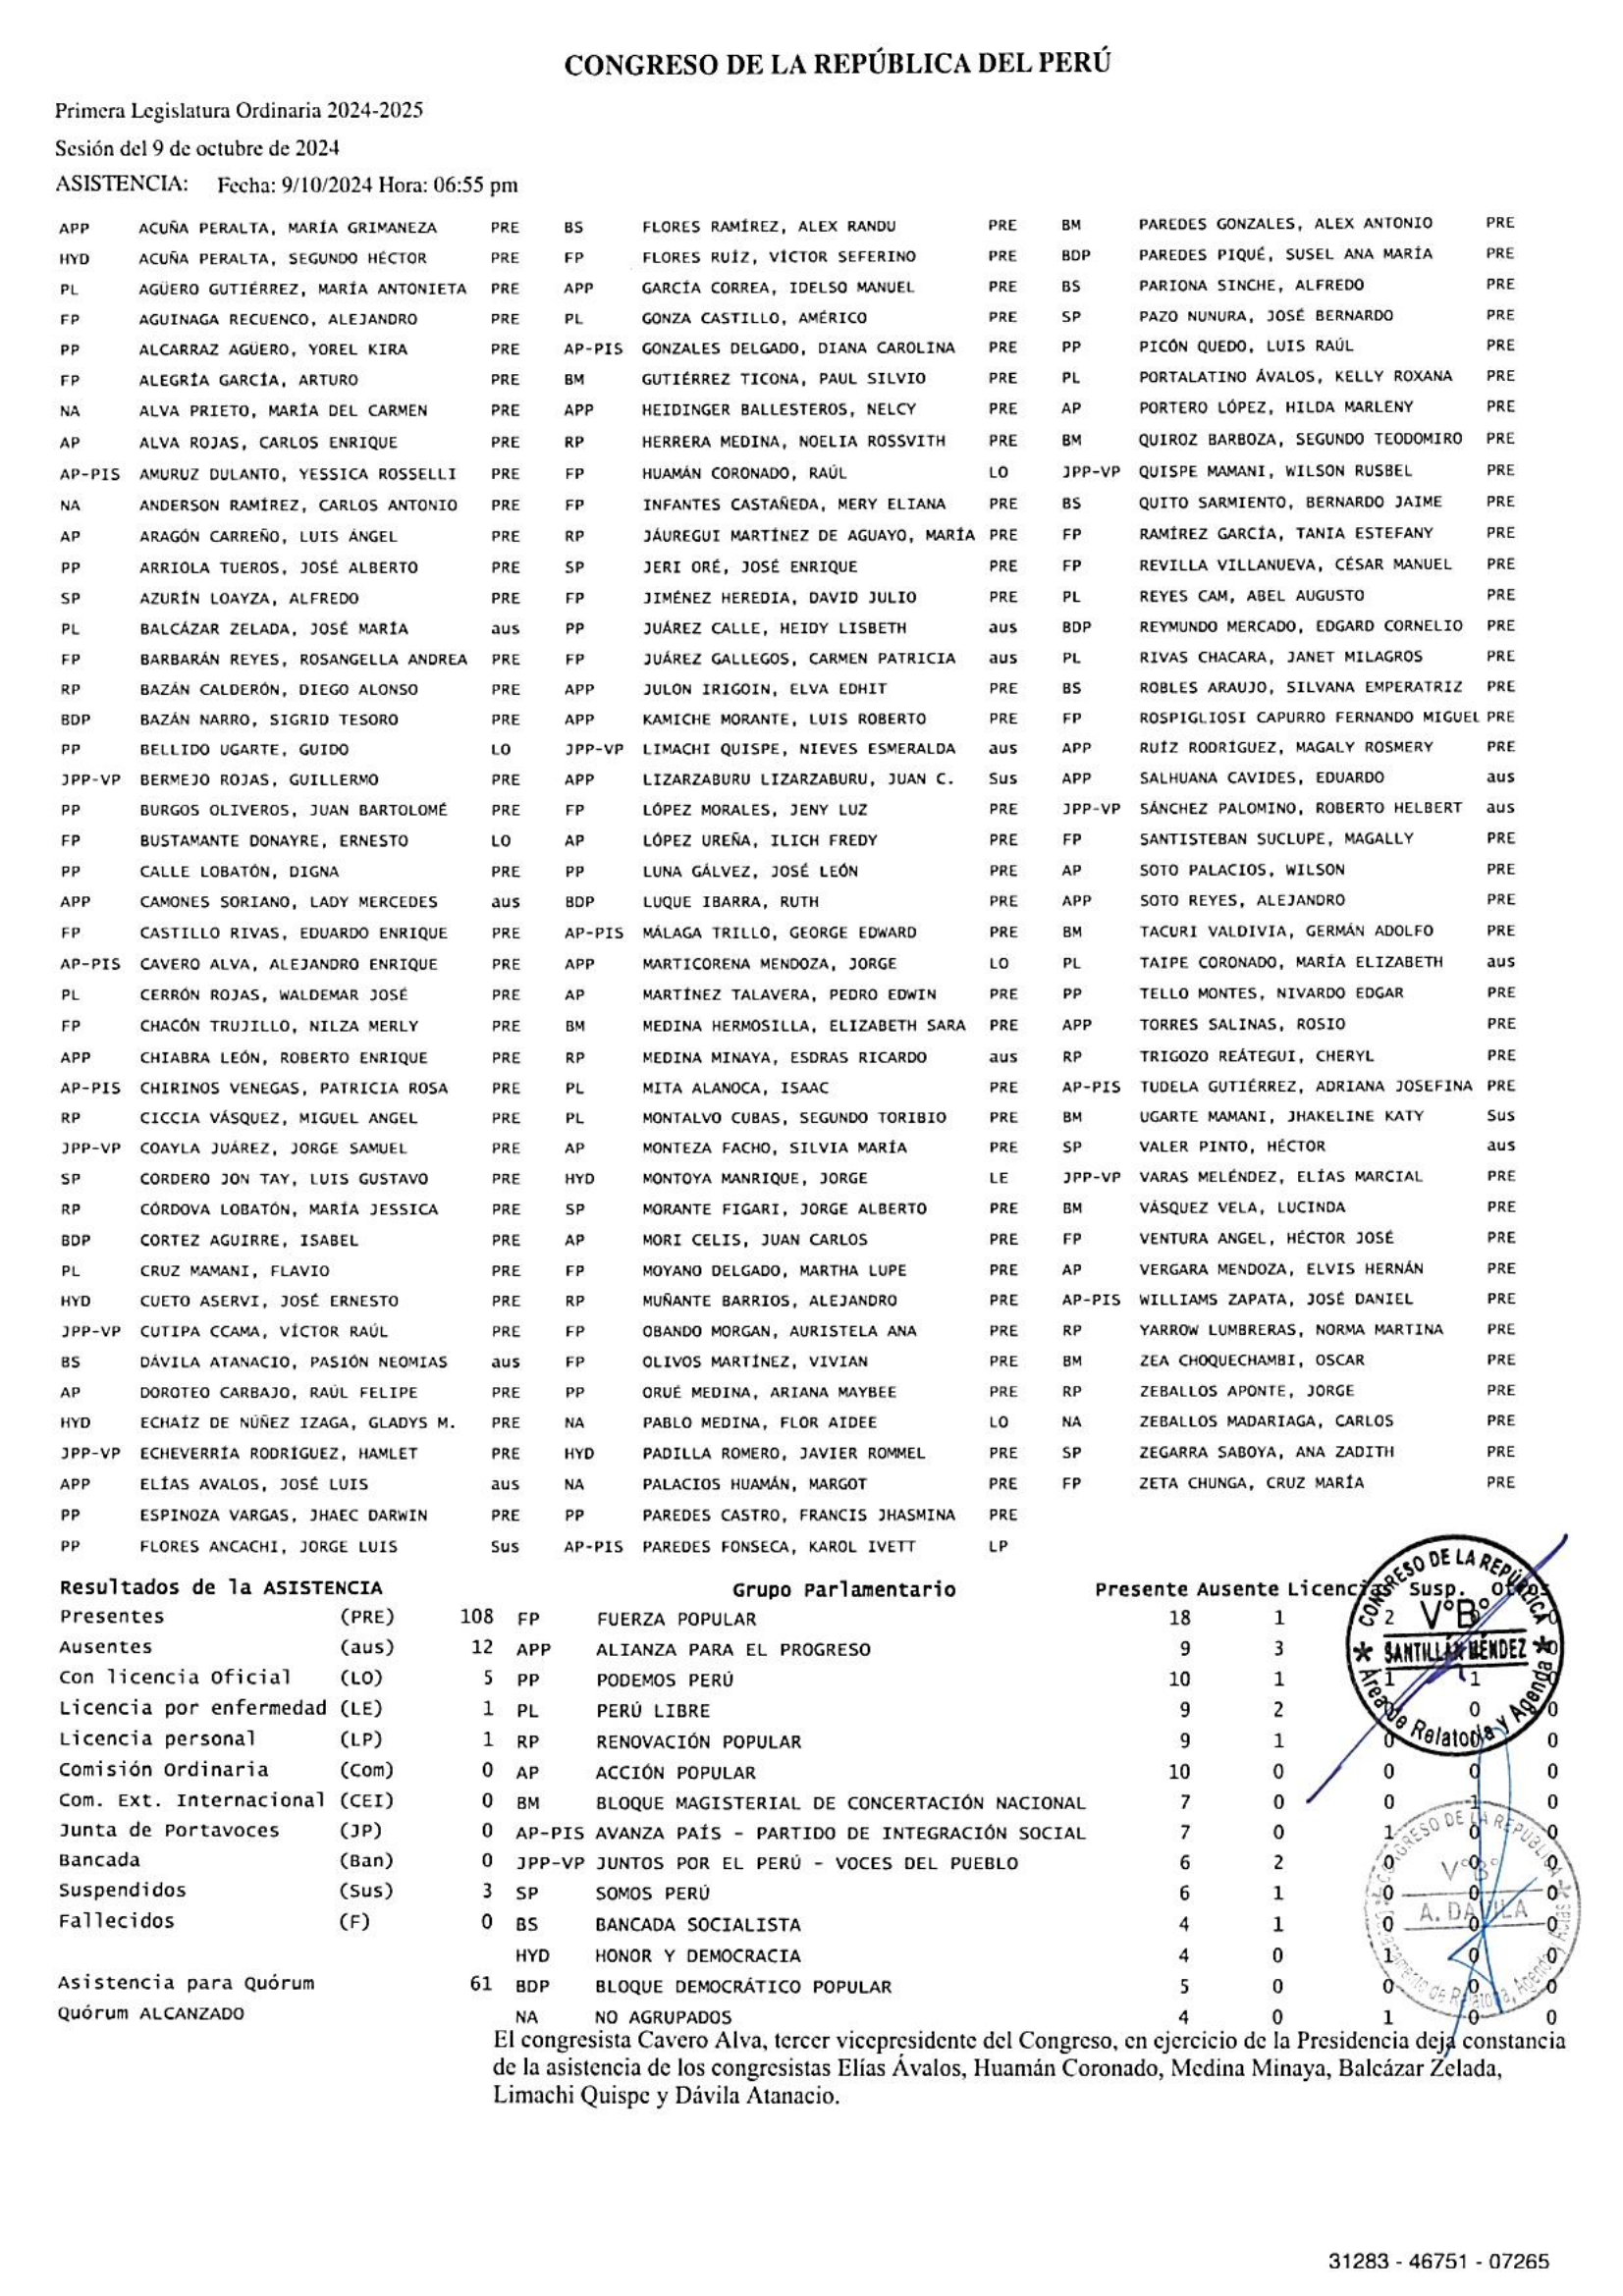 CONGRESO DE LA REPÚBLICA DEL PERÚ
Primera Legislatura Ordinaria 2024-2025
Sesión del 9 de octubre de 2024
ASISTENCIA: Fecha: 9/10/2024 Hora: 06:55 pm
APP ACUÑA PERALTA, MARÍA GRIMANEZA PRE BS FLORES RAMÍREZ, ALEX RANDU PRE BM PAREDES GONZALES, ALEX ANTONIO PRE
HYD ACUÑA PERALTA, SEGUNDO HÉCTOR PRE FP FLORES RUÍZ, VÍCTOR SEFERINO PRE BDP PAREDES PIQUÉ, SUSEL ANA MARÍA PRE
PL AGÜERO GUTIÉRREZ, MARÍA ANTONIETA PRE APP GARCÍA CORREA, IDELSO MANUEL PRE BS PARIONA SINCHE, ALFREDO PRE
FP AGUINAGA RECUENCO, ALEJANDRO PRE PL GONZA CASTILLO, AMÉRICO PRE SP PAZO NUNURA, JOSÉ BERNARDO PRE
PP ALCARRAZ AGÜERO, YOREL KIRA PRE AP-PIS GONZALES DELGADO, DIANA CAROLINA PRE PP PICÓN QUEDO, LUIS RAÚL PRE
FP ALEGRÍA GARCÍA, ARTURO PRE BM GUTIÉRREZ TICONA, PAUL SILVIO PRE PL PORTALATINO ÁVALOS, KELLY ROXANA PRE
NA ALVA PRIETO, MARÍA DEL CARMEN PRE APP HEIDINGER BALLESTEROS, NELCY PRE AP PORTERO LÓPEZ, HILDA MARLENY PRE
AP ALVA ROJAS, CARLOS ENRIQUE PRE RP HERRERA MEDINA, NOELIA ROSSVITH PRE BM QUIROZ BARBOZA, SEGUNDO TEODOMIRO PRE
AP-PIS AMURUZ DULANTO, YESSICA ROSSELLI PRE FP HUAMÁN CORONADO, RAÚL LO JPP-VP QUISPE MAMANI, WILSON RUSBEL PRE
NA ANDERSON RAMÍREZ, CARLOS ANTONIO PRE FP INFANTES CASTAÑEDA, MERY ELIANA PRE BS QUITO SARMIENTO, BERNARDO JAIME PRE
AP ARAGÓN CARREÑO, LUIS ÁNGEL PRE RP JÁUREGUI MARTÍNEZ DE AGUAYO, MARÍA PRE FP RAMÍREZ GARCÍA, TANIA ESTEFANY PRE
PP ARRIOLA TUEROS, JOSÉ ALBERTO PRE SP JERI ORÉ, JOSÉ ENRIQUE PRE FP REVILLA VILLANUEVA, CÉSAR MANUEL PRE
SP AZURÍN LOAYZA, ALFREDO PRE FP JIMÉNEZ HEREDIA, DAVID JULIO PRE PL REYES CAM, ABEL AUGUSTO PRE
PL BALCÁZAR ZELADA, JOSÉ MARÍA aus PP JUÁREZ CALLE, HEIDY LISBETH aus BDP REYMUNDO MERCADO, EDGARD CORNELIO PRE
FP BARBARÁN REYES, ROSANGELLA ANDREA PRE FP JUÁREZ GALLEGOS, CARMEN PATRICIA aus PL RIVAS CHACARA, JANET MILAGROS PRE
RP BAZÁN CALDERÓN, DIEGO ALONSO PRE APP JULON IRIGOIN, ELVA EDHIT PRE BS ROBLES ARAUJO, SILVANA EMPERATRIZ PRE
BDP BAZÁN NARRO, SIGRID TESORO PRE APP KAMICHE MORANTE, LUIS ROBERTO PRE FP ROSPIGLIOSI CAPURRO FERNANDO MIGUEL PRE
PP BELLIDO UGARTE, GUIDO LO JPP-VP LIMACHI QUISPE, NIEVES ESMERALDA aus APP RUÍZ RODRÍGUEZ, MAGALY ROSMERY PRE
JPP-VP BERMEJO ROJAS, GUILLERMO PRE APP LIZARZABURU LIZARZABURU, JUAN C. Sus APP SALHUANA CAVIDES, EDUARDO aus
PP BURGOS OLIVEROS, JUAN BARTOLOMÉ PRE FP LÓPEZ MORALES, JENY LUZ PRE JPP-VP SÁNCHEZ PALOMINO, ROBERTO HELBERT aus
FP BUSTAMANTE DONAYRE, ERNESTO LO AP LÓPEZ UREÑA, ILICH FREDY PRE FP SANTISTEBAN SUCLUPE, MAGALLY PRE
PP CALLE LOBATÓN, DIGNA PRE PP LUNA GÁLVEZ, JOSÉ LEÓN PRE AP SOTO PALACIOS, WILSON PRE
APP CAMONES SORIANO, LADY MERCEDES aus BDP LUQUE IBARRA, RUTH PRE APP SOTO REYES, ALEJANDRO PRE
FP CASTILLO RIVAS, EDUARDO ENRIQUE PRE AP-PIS MÁLAGA TRILLO, GEORGE EDWARD PRE BM TACURI VALDIVIA, GERMÁN ADOLFO PRE
AP-PIS CAVERO ALVA, ALEJANDRO ENRIQUE PRE APP MARTICORENA MENDOZA, JORGE LO PL TAIPE CORONADO, MARÍA ELIZABETH aus
PL CERRÓN ROJAS, WALDEMAR JOSÉ PRE AP MARTÍNEZ TALAVERA, PEDRO EDWIN PRE PP TELLO MONTES, NIVARDO EDGAR PRE
FP CHACÓN TRUJILLO, NILZA MERLY PRE BM MEDINA HERMOSILLA, ELIZABETH SARA PRE APP TORRES SALINAS, ROSIO PRE
APP CHIABRA LEÓN, ROBERTO ENRIQUE PRE RP MEDINA MINAYA, ESDRAS RICARDO aus RP TRIGOZO REÁTEGUI, CHERYL PRE
AP-PIS CHIRINOS VENEGAS, PATRICIA ROSA PRE PL MITA ALANOCA, ISAAC PRE AP-PIS TUDELA GUTIÉRREZ, ADRIANA JOSEFINA PRE
RP CICCIA VÁSQUEZ, MIGUEL ANGEL PRE PL MONTALVO CUBAS, SEGUNDO TORIBIO PRE BM UGARTE MAMANI, JHAKELINE KATY Sus
JPP-VP COAYLA JUÁREZ, JORGE SAMUEL PRE AP MONTEZA FACHO, SILVIA MARÍA PRE SP VALER PINTO, HÉCTOR aus
SP CORDERO JON TAY, LUIS GUSTAVO PRE HYD MONTOYA MANRIQUE, JORGE LE JPP-VP VARAS MELÉNDEZ, ELÍAS MARCIAL PRE
RP CÓRDOVA LOBATÓN, MARÍA JESSICA PRE SP MORANTE FIGARI, JORGE ALBERTO PRE BM VÁSQUEZ VELA, LUCINDA PRE
BDP CORTEZ AGUIRRE, ISABEL PRE AP MORI CELIS, JUAN CARLOS PRE FP VENTURA ANGEL, HÉCTOR JOSÉ PRE
PL CRUZ MAMANI, FLAVIO PRE FP MOYANO DELGADO, MARTHA LUPE PRE AP VERGARA MENDOZA, ELVIS HERNÁN PRE
HYD CUETO ASERVI, JOSÉ ERNESTO PRE RP MUÑANTE BARRIOS, ALEJANDRO PRE AP-PIS WILLIAMS ZAPATA, JOSÉ DANIEL PRE
JPP-VP CUTIPA CCAMA, VÍCTOR RAÚL PRE FP OBANDO MORGAN, AURISTELA ANA PRE RP YARROW LUMBRERAS, NORMA MARTINA PRE
BS DÁVILA ATANACIO, PASIÓN NEOMIAS aus FP OLIVOS MARTÍNEZ, VIVIAN PRE BM ZEA CHOQUECHAMBI, OSCAR PRE
AP DOROTEO CARBAJO, RAÚL FELIPE PRE PP ORUÉ MEDINA, ARIANA MAYBEE PRE RP ZEBALLOS APONTE, JORGE PRE
HYD ECHAÍZ DE NÚÑEZ IZAGA, GLADYS M. PRE NA PABLO MEDINA, FLOR AIDEE LO NA ZEBALLOS MADARIAGA, CARLOS PRE
JPP-VP ECHEVERRÍA RODRÍGUEZ, HAMLET PRE HYD PADILLA ROMERO, JAVIER ROMMEL PRE SP ZEGARRA SABOYA, ANA ZADITH PRE
APP ELÍAS AVALOS, JOSÉ LUIS aus NA PALACIOS HUAMÁN, MARGOT PRE FP ZETA CHUNGA, CRUZ MARÍA PRE
PP ESPINOZA VARGAS, JHAEC DARWIN PRE PP PAREDES CASTRO, FRANCIS JHASMINA PRE
PP FLORES ANCACHI, JORGE LUIS Sus AP-PIS PAREDES FONSECA, KAROL IVETT LP
Resultados de la ASISTENCIA Grupo Parlamentario Presente Ausente Licencia Susp. Otros
Presentes (PRE) 108 FP FUERZA POPULAR 18 1 2
Ausentes (aus) 12 APP ALIANZA PARA EL PROGRESO 9 3
Con licencia Oficial (LO) 5 PP PODEMOS PERÚ 10 1 1 1
Licencia por enfermedad (LE) 1 PL PERÚ LIBRE 9 2 0 0
Licencia personal (LP) 1 RP RENOVACIÓN POPULAR 9 1 0 0
Comisión Ordinaria (Com) 0 AP ACCIÓN POPULAR 10 0 0 0 0
Com. Ext. Internacional (CEI) 0 BM BLOQUE MAGISTERIAL DE CONCERTACIÓN NACIONAL 7 0 0 1 0
Junta de Portavoces (JP) 0 AP-PIS AVANZA PAÍS - PARTIDO DE INTEGRACIÓN SOCIAL 7 0 1 0 0
Bancada (Ban) 0 JPP-VP JUNTOS POR EL PERÚ - VOCES DEL PUEBLO 6 2 0 0 0
Suspendidos (Sus) 3 SP SOMOS PERÚ 6 1 0 0 0
Fallecidos (F) 0 BS BANCADA SOCIALISTA 4 1 0 0 0
HYD HONOR Y DEMOCRACIA 4 0 1 0 0
Asistencia para Quórum 61 BDP BLOQUE DEMOCRÁTICO POPULAR 5 0 0 0 0
Quórum ALCANZADO NA NO AGRUPADOS 4 0 1 0 0
CONGRESO DE LA REPÚBLICA
V°B°
SANTILLÁN MÉNDEZ
Área de Relatoría y Agenda
CONGRESO DE LA REPÚBLICA
V°B°
A. DAVILA
El congresista Cavero Alva, tercer vicepresidente del Congreso, en ejercicio de la Presidencia deja constancia
de la asistencia de los congresistas Elías Ávalos, Huamán Coronado, Medina Minaya, Balcázar Zelada,
Limachi Quispe y Dávila Atanacio.
31283 - 46751 - 07265